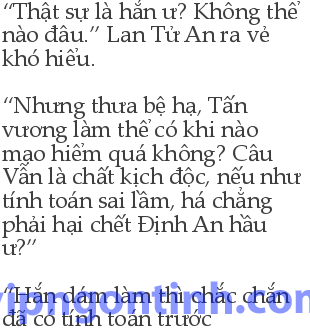 “Thật sự là hắn ư? Không thể
nào đâu.” Lan Tử An ra vẻ
khó hiểu.
“Nhưng thưa bệ hạ, Tấn
vương làm thể có khi nào
mạo hiểm quá không? Câu
Vẫn là chất kịch độc, nếu như
tính toán sai lầm, há chẳng
phải hại chết Định An hầu
ư?”
“Hắn dám làm thì chắc chắn
đã có tính toán trước
vipngontinh.com